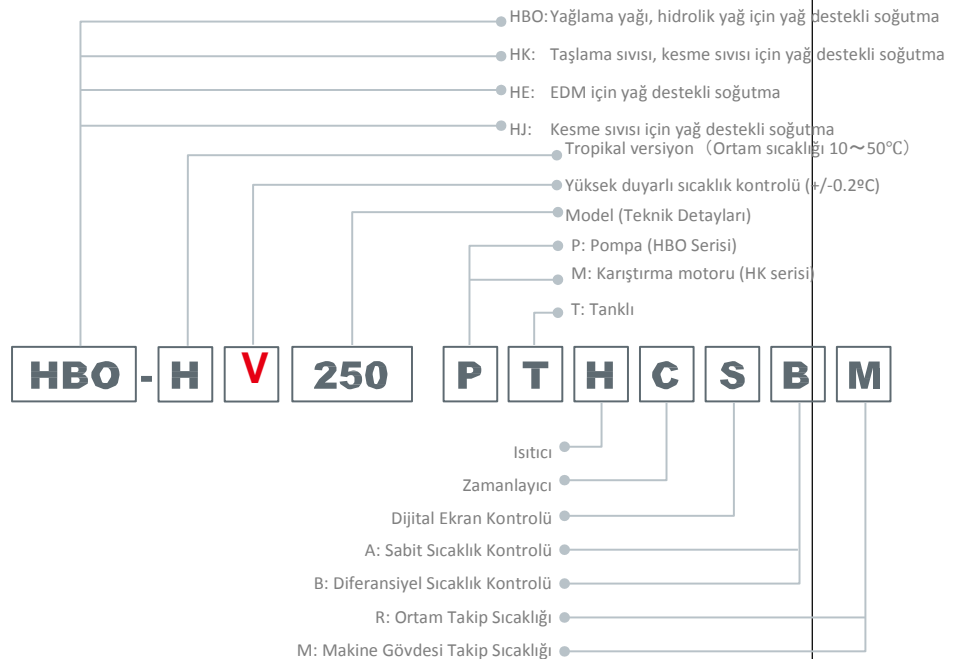 HBO: Yağlama yağı, hidrolik yağ için yağ destekli soğutma
HK: Taşlama sıvısı, kesme sıvısı için yağ destekli soğutma
HE: EDM için yağ destekli soğutma
HJ: Kesme sıvısı için yağ destekli soğutma
Tropikal versiyon（Ortam sıcaklığı 10～50℃）
Yüksek duyarlı sıcaklık kontrolü (+/-0.2ºC)
Model (Teknik Detayları)
P: Pompa (HBO Serisi)
M: Karıştırma motoru (HK serisi)
T: Tanklı
HBO - H V 250 P T H C S B M
Isıtıcı
Zamanlayıcı
Dijital Ekran Kontrolü
A: Sabit Sıcaklık Kontrolü
B: Diferansiyel Sıcaklık Kontrolü
R: Ortam Takip Sıcaklığı
M: Makine Gövdesi Takip Sıcaklığı